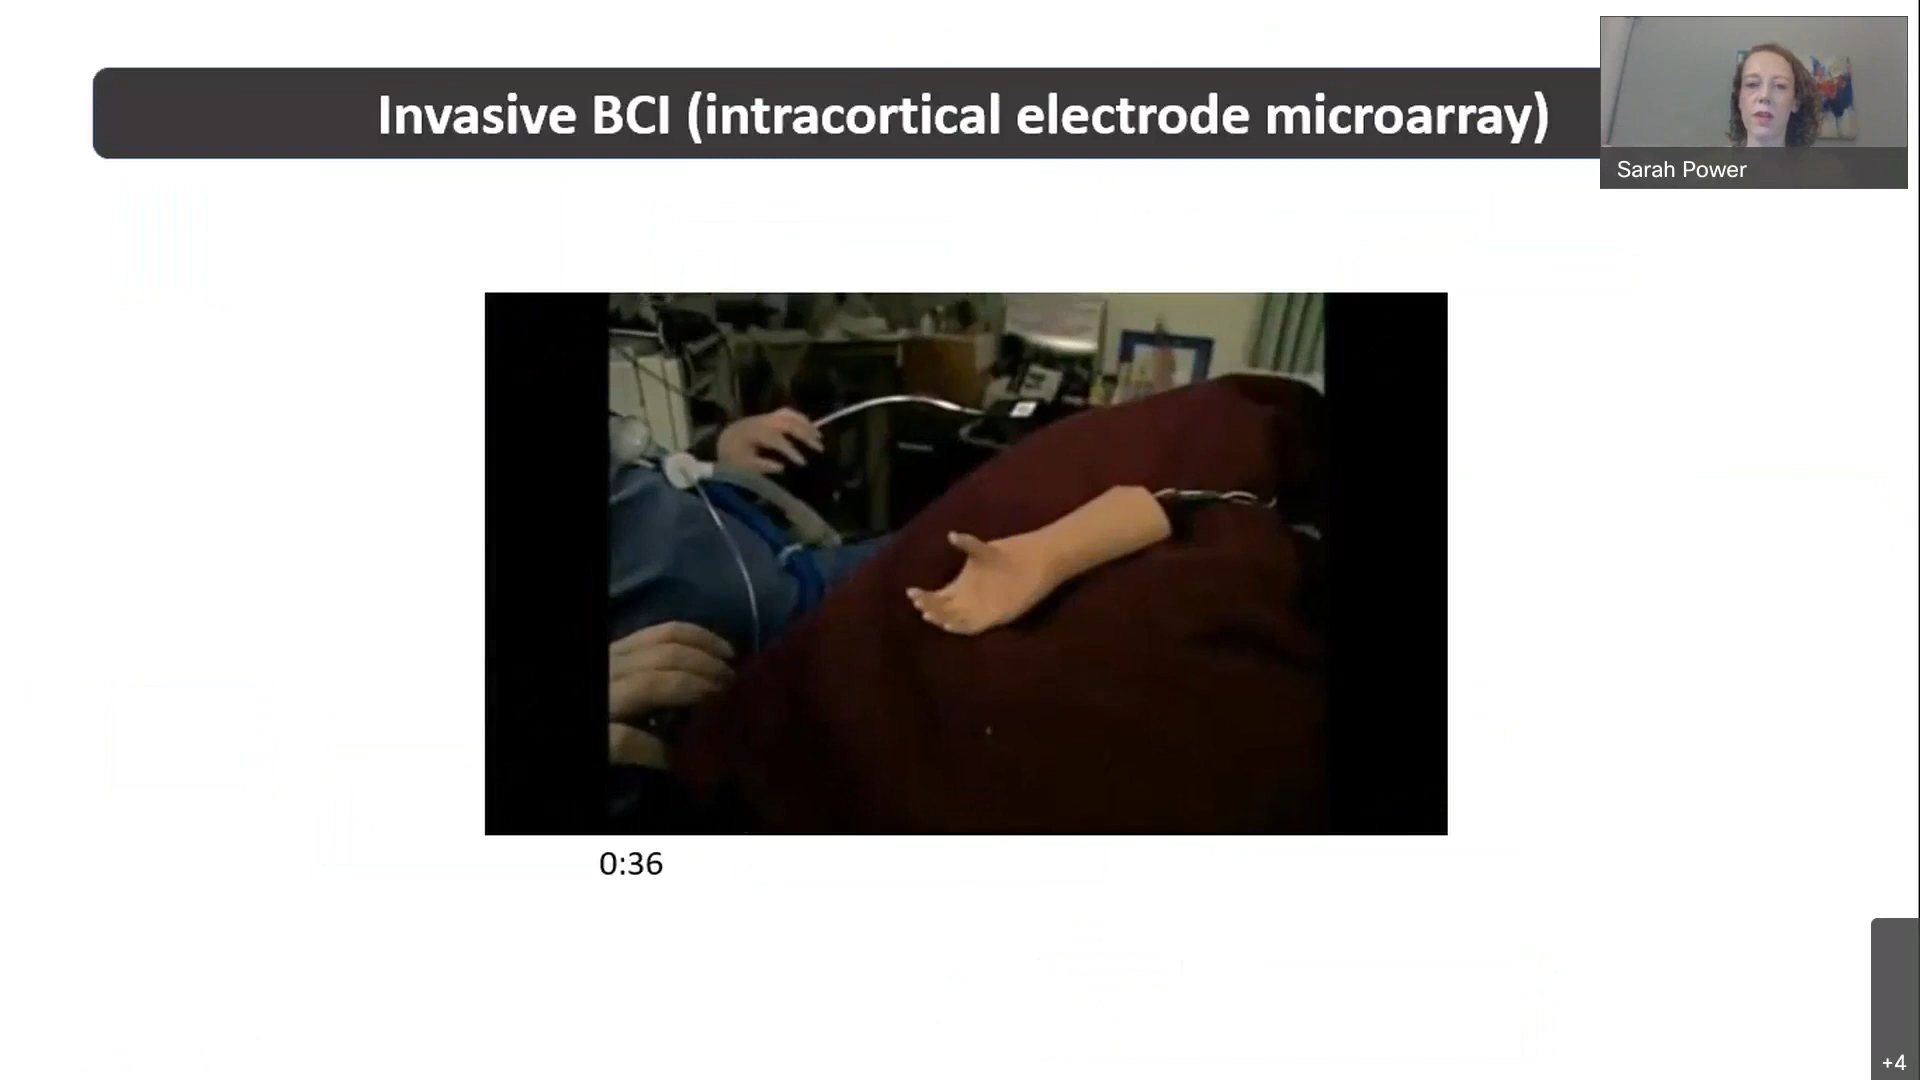 Invasive BCI (intracortical electrode microarray)
Sarah Power
0:36
+4